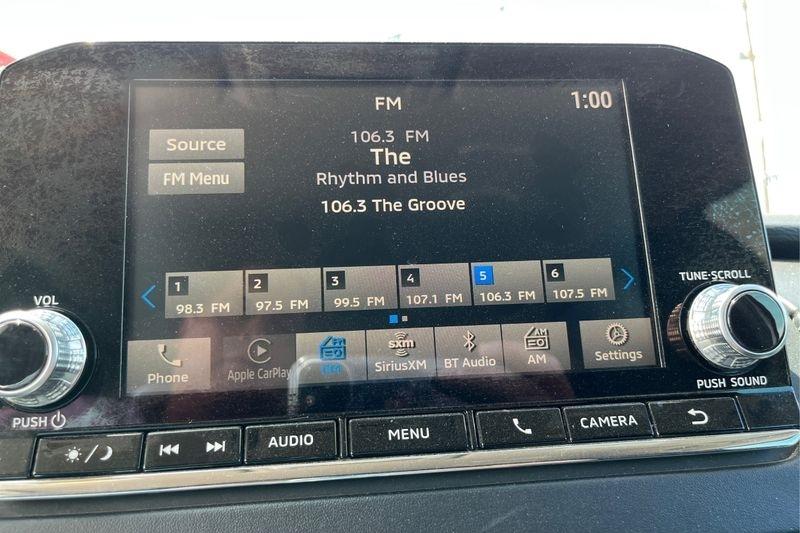 FM
1:00
106.3 FM
The
Rhythm and Blues
106.3 The Groove
Source
FM Menu
1
98.3 FM
2
97.5 FM
3
99.5 FM
4
107.1 FM
5
106.3 FM
6
107.5 FM
VOL
PUSH
TUNE·SCROLL
PUSH SOUND
Phone
Apple CarPlay
FM
sxm
SiriusXM
BT Audio
AM
AM
Settings
AUDIO
MENU
CAMERA